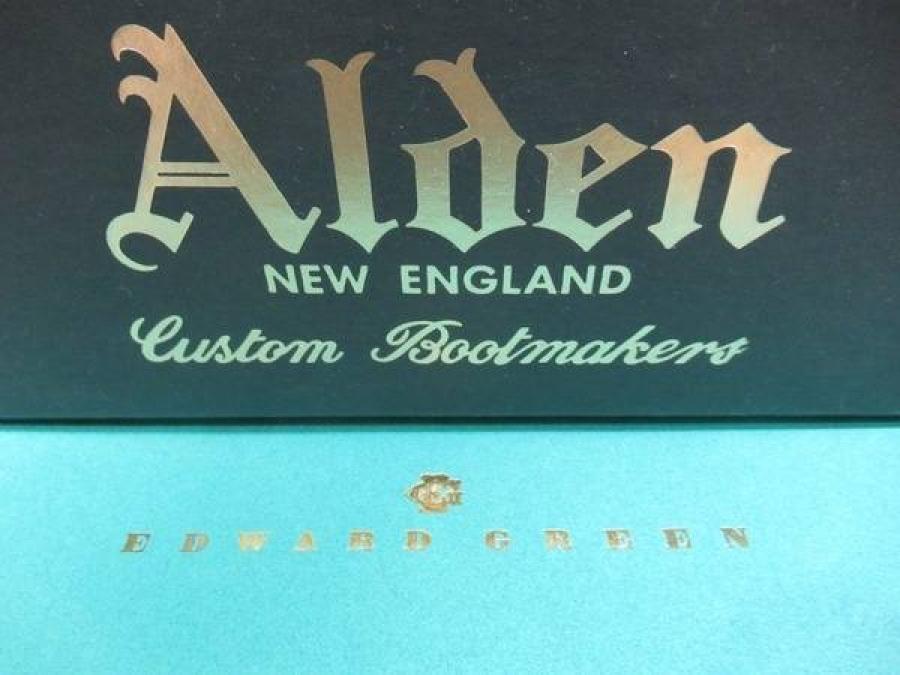 Alden
NEW ENGLAND
Custom Bootmakers
EDWARD GREEN